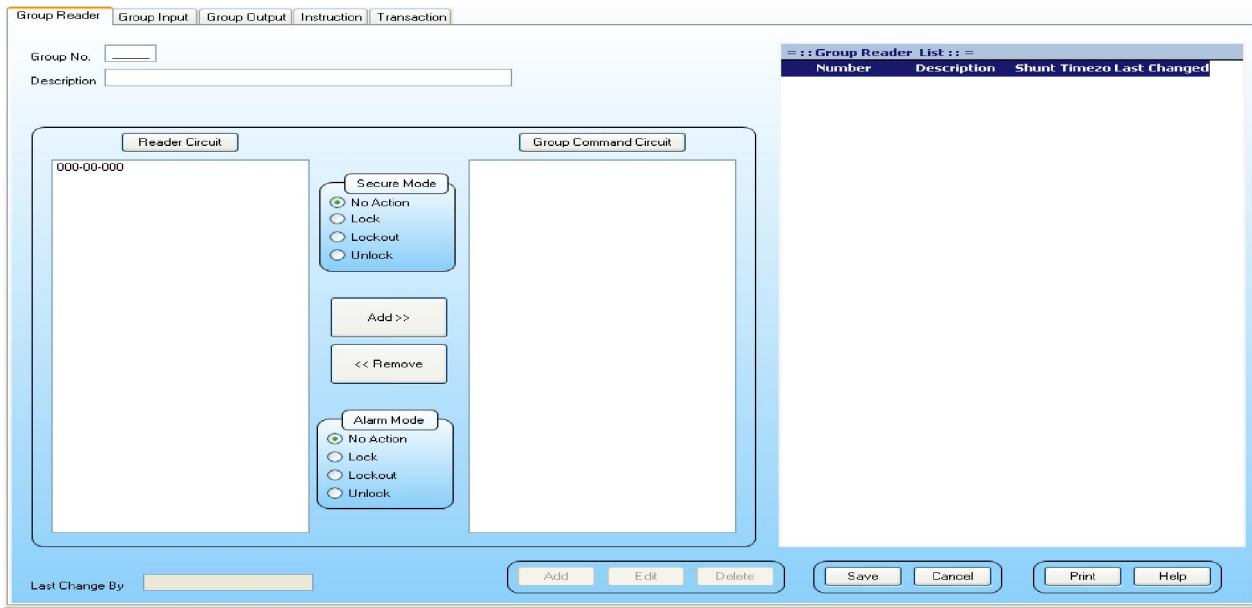 Group Reader Group Input Group Output Instruction Transaction
Group No. _____
Description
Reader Circuit
000-00-000
Secure Mode
No Action
Lock
Lockout
Unlock
Add >>
<< Remove
Alarm Mode
No Action
Lock
Lockout
Unlock
Group Command Circuit
= :: Group Reader List :: =
Number Description Shunt Timezo Last Changed
Last Change By
Add Edit Delete Save Cancel Print Help